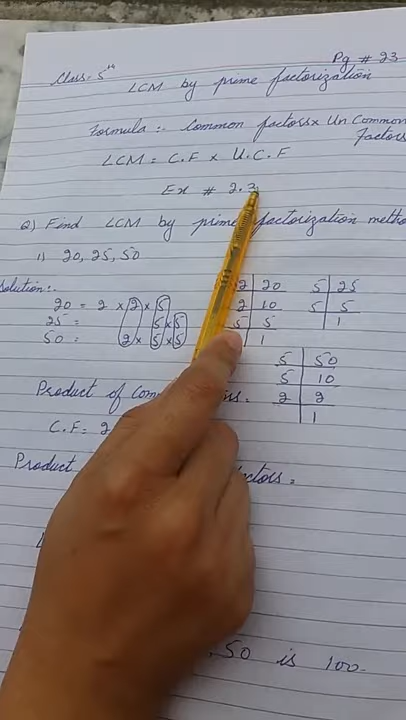 Pg # 23
Class: 5th
LCM by prime factorization
Formula :- Common factors x Un Common
Factors
LCM = C.F x U.C.F
Ex # 2.3
Q) Find LCM by prime factorization
1) 20, 25, 50
Solution:-
20 = 2 x 2 x 5
25 = 5 x 5
50 = 2 x 5 x 5
2 | 20
2 | 10
5 | 5
1
5 | 25
5 | 5
1
5 | 50
5 | 10
2 | 2
1
Product of
C.F = 2
Product
, 50 is 100